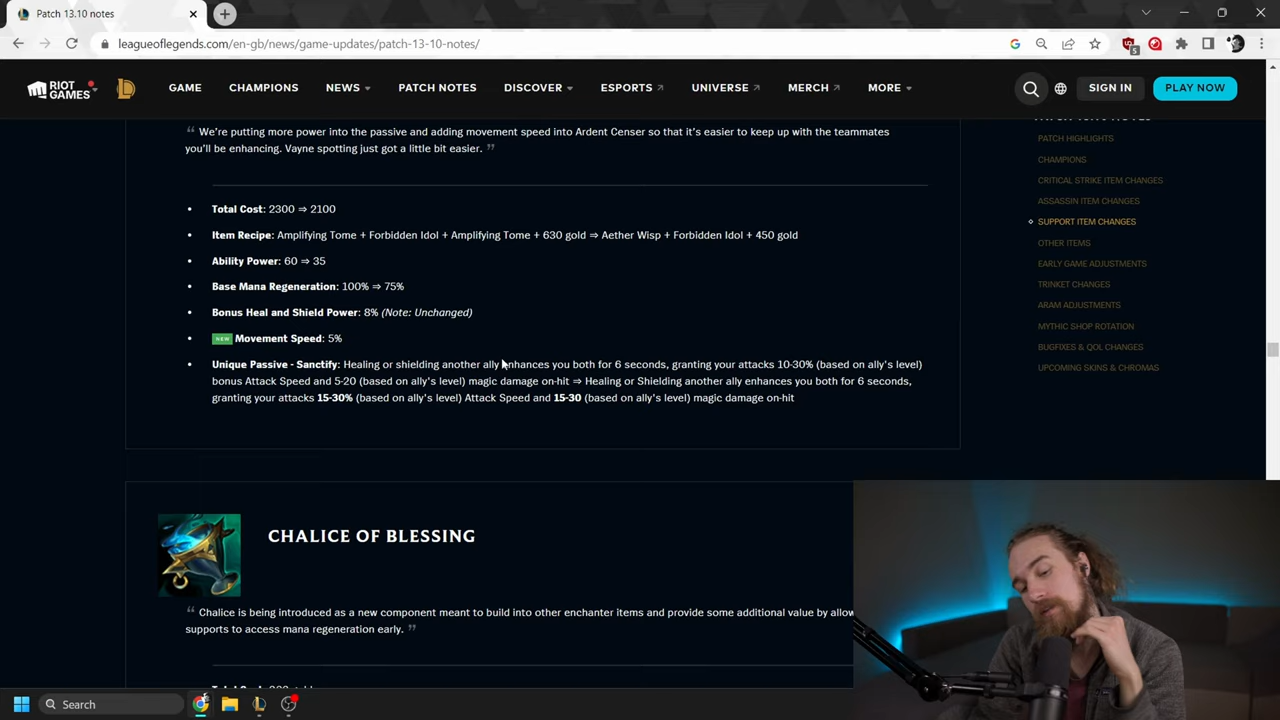 Patch 13.10 notes
leagueoflegends.com/en-gb/news/game-updates/patch-13-10-notes/
5
RIOT GAMES
GAME
CHAMPIONS
NEWS
PATCH NOTES
DISCOVER
ESPORTS
UNIVERSE
MERCH
MORE
SIGN IN
PLAY NOW
“ We're putting more power into the passive and adding movement speed into Ardent Censer so that it's easier to keep up with the teammates
you'll be enhancing. Vayne spotting just got a little bit easier. ”
• Total Cost: 2300 ⇒ 2100
• Item Recipe: Amplifying Tome + Forbidden Idol + Amplifying Tome + 630 gold ⇒ Aether Wisp + Forbidden Idol + 450 gold
• Ability Power: 60 ⇒ 35
• Base Mana Regeneration: 100% ⇒ 75%
• Bonus Heal and Shield Power: 8% (Note: Unchanged)
• NEW Movement Speed: 5%
• Unique Passive - Sanctify: Healing or shielding another ally enhances you both for 6 seconds, granting your attacks 10-30% (based on ally's level)
bonus Attack Speed and 5-20 (based on ally's level) magic damage on-hit ⇒ Healing or Shielding another ally enhances you both for 6 seconds,
granting your attacks 15-30% (based on ally's level) Attack Speed and 15-30 (based on ally's level) magic damage on-hit
CHALICE OF BLESSING
“ Chalice is being introduced as a new component meant to build into other enchanter items and provide some additional value by allow
supports to access mana regeneration early. ”
PATCH HIGHLIGHTS
CHAMPIONS
CRITICAL STRIKE ITEM CHANGES
ASSASSIN ITEM CHANGES
SUPPORT ITEM CHANGES
OTHER ITEMS
EARLY GAME ADJUSTMENTS
TRINKET CHANGES
ARAM ADJUSTMENTS
MYTHIC SHOP ROTATION
BUGFIXES & QOL CHANGES
UPCOMING SKINS & CHROMAS
Search